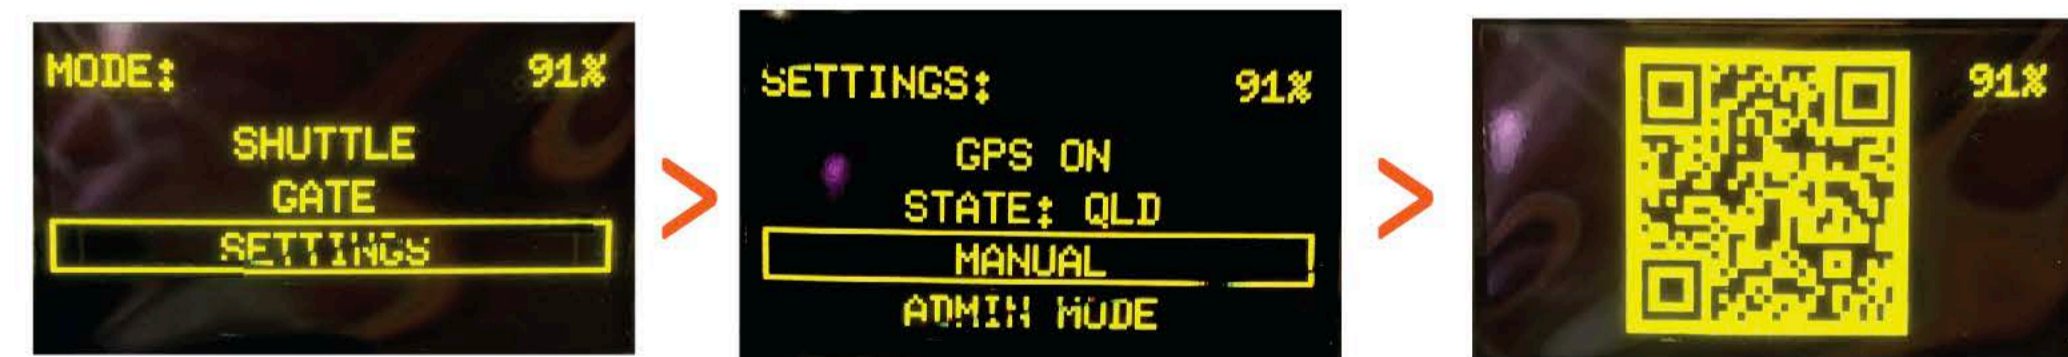 MODE: 91%
SHUTTLE
GATE
SETTINGS
>
SETTINGS: 91%
GPS ON
STATE: QLD
MANUAL
ADMIN MODE
>
91%